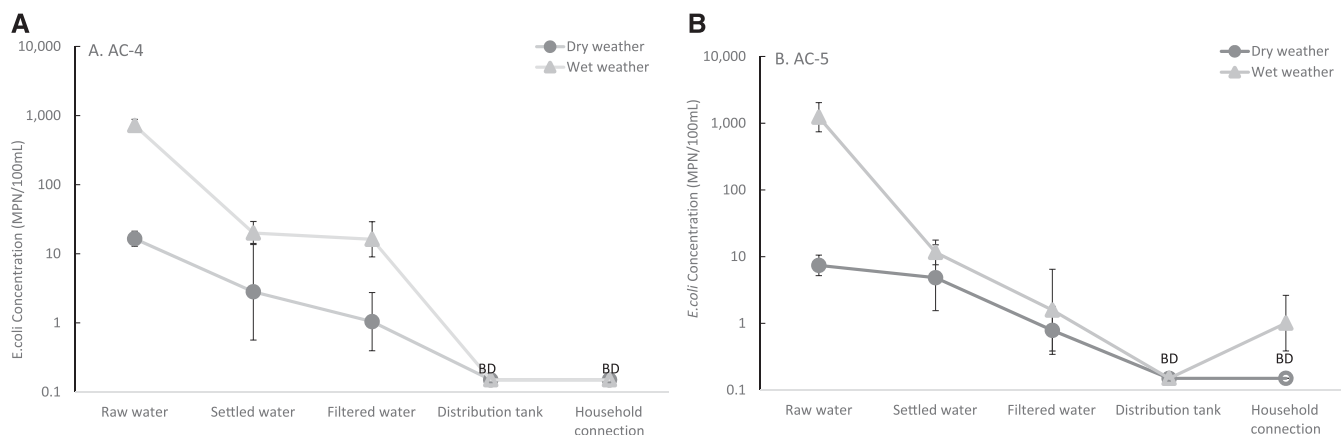 A
A. AC-4
Dry weather
Wet weather
E.coli Concentration (MPN/100mL)
10,000
1,000
100
10
1
0.1
BD
BD
Raw water
Settled water
Filtered water
Distribution tank
Household
connection
B
B. AC-5
Dry weather
Wet weather
E.coli Concentration (MPN/100mL)
10,000
1,000
100
10
1
0.1
BD
BD
Raw water
Settled water
Filtered water
Distribution tank
Household
connection